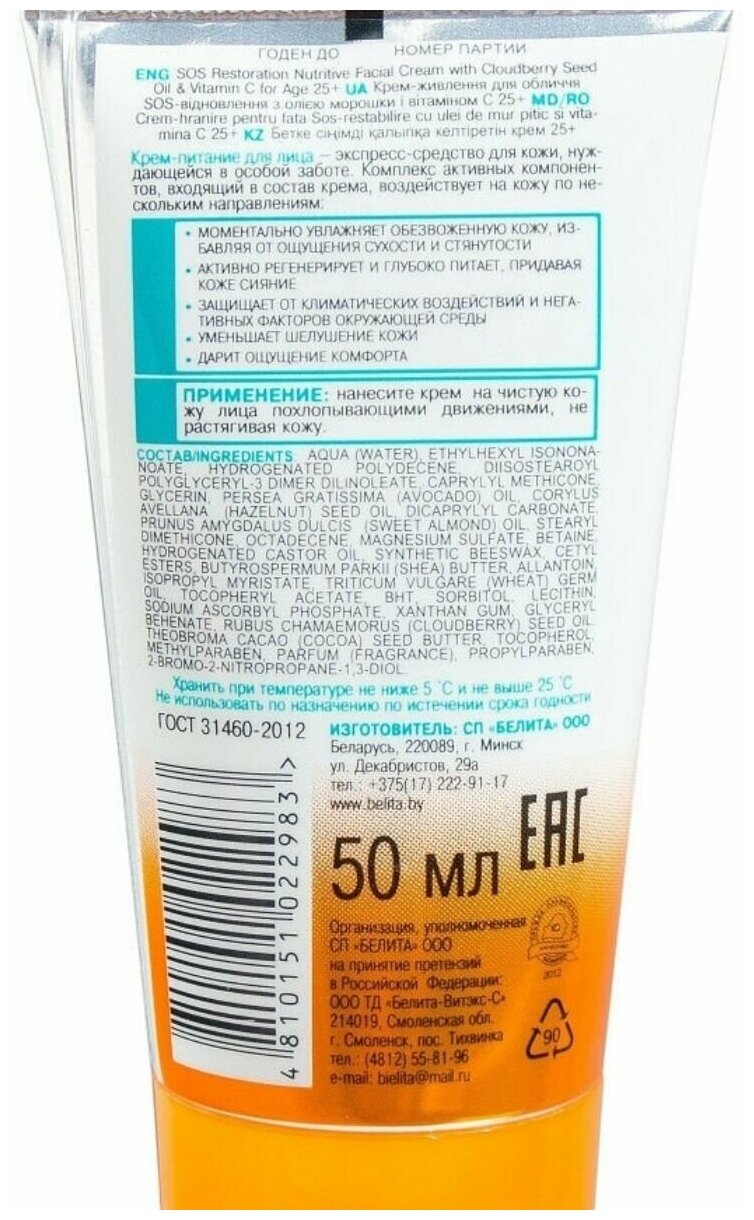 ГОДЕН ДО НОМЕР ПАРТИИ
ENG SOS Restoration Nutritive Facial Cream with Cloudberry Seed
Oil & Vitamin C for Age 25+ UA Крем-живлення для обличчя
SOS-відновлення з олією морошки і вітаміном С 25+ MD/RO
Crem-hranire pentru fata Sos-restabilire cu ulei de mur pitic si vita-
mina C 25+ KZ Бетке сіңімді қалыпқа келтіретін крем 25+
Крем-питание для лица – экспресс-средство для кожи, нуж-
дающейся в особой заботе. Комплекс активных компонен-
тов, входящий в состав крема, воздействует на кожу по не-
скольким направлениям:
• МОМЕНТАЛЬНО УВЛАЖНЯЕТ ОБЕЗВОЖЕННУЮ КОЖУ, ИЗ-
БАВЛЯЯ ОТ ОЩУЩЕНИЯ СУХОСТИ И СТЯНУТОСТИ
• АКТИВНО РЕГЕНЕРИРУЕТ И ГЛУБОКО ПИТАЕТ, ПРИДАВАЯ
КОЖЕ СИЯНИЕ
• ЗАЩИЩАЕТ ОТ КЛИМАТИЧЕСКИХ ВОЗДЕЙСТВИЙ И НЕГА-
ТИВНЫХ ФАКТОРОВ ОКРУЖАЮЩЕЙ СРЕДЫ
• УМЕНЬШАЕТ ШЕЛУШЕНИЕ КОЖИ
• ДАРИТ ОЩУЩЕНИЕ КОМФОРТА
ПРИМЕНЕНИЕ: нанесите крем на чистую ко-
жу лица похлопывающими движениями, не
растягивая кожу.
СОСТАВ/INGREDIENTS: AQUA (WATER), ETHYLHEXYL ISONONA-
NOATE, HYDROGENATED POLYDECENE, DIISOSTEAROYL
POLYGLYCERYL-3 DIMER DILINOLEATE, CAPRYLYL METHICONE,
GLYCERIN, PERSEA GRATISSIMA (AVOCADO) OIL, CORYLUS
AVELLANA (HAZELNUT) SEED OIL, DICAPRYLYL CARBONATE,
PRUNUS AMYGDALUS DULCIS (SWEET ALMOND) OIL, STEARYL
DIMETHICONE, OCTADECENE, MAGNESIUM SULFATE, BETAINE,
HYDROGENATED CASTOR OIL, SYNTHETIC BEESWAX, CETYL
ESTERS, BUTYROSPERMUM PARKII (SHEA) BUTTER, ALLANTOIN,
ISOPROPYL MYRISTATE, TRITICUM VULGARE (WHEAT) GERM
OIL, TOCOPHERYL ACETATE, BHT, SORBITOL, LECITHIN,
SODIUM ASCORBYL PHOSPHATE, XANTHAN GUM, GLYCERYL
BEHENATE, RUBUS CHAMAEMORUS (CLOUDBERRY) SEED OIL,
THEOBROMA CACAO (COCOA) SEED BUTTER, TOCOPHEROL,
METHYLPARABEN, PARFUM (FRAGRANCE), PROPYLPARABEN,
2-BROMO-2-NITROPROPANE-1,3-DIOL.
Хранить при температуре не ниже 5 °С и не выше 25 °С
Не использовать по назначению по истечении срока годности
ГОСТ 31460-2012
ИЗГОТОВИТЕЛЬ: СП «БЕЛИТА» ООО
Беларусь, 220089, г. Минск
ул. Декабристов, 29а
тел.: +375(17) 222-91-17
www.belita.by
4 810151 022983 >
50 мл
EAC
Организация, уполномоченная
СП «БЕЛИТА» ООО
на принятие претензий
в Российской Федерации:
ООО ТД «Белита-Витэкс-С»
214019, Смоленская обл.
г. Смоленск, пос. Тихвинка
тел.: (4812) 55-81-96
e-mail: bielita@mail.ru
2012
90